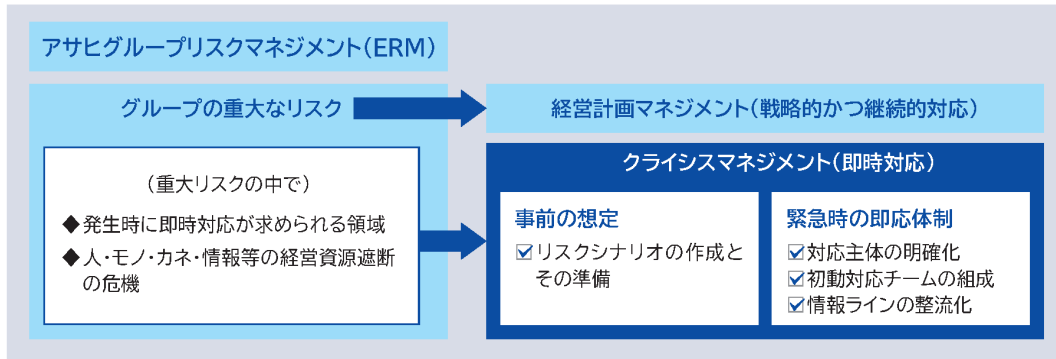 アサヒグループリスクマネジメント(ERM)
グループの重大なリスク
経営計画マネジメント(戦略的かつ継続的対応)
(重大リスクの中で)
◆発生時に即時対応が求められる領域
◆人・モノ・カネ・情報等の経営資源遮断
の危機
クライシスマネジメント(即時対応)
事前の想定
☑リスクシナリオの作成と
その準備
緊急時の即応体制
☑対応主体の明確化
☑初動対応チームの組成
☑情報ラインの整流化